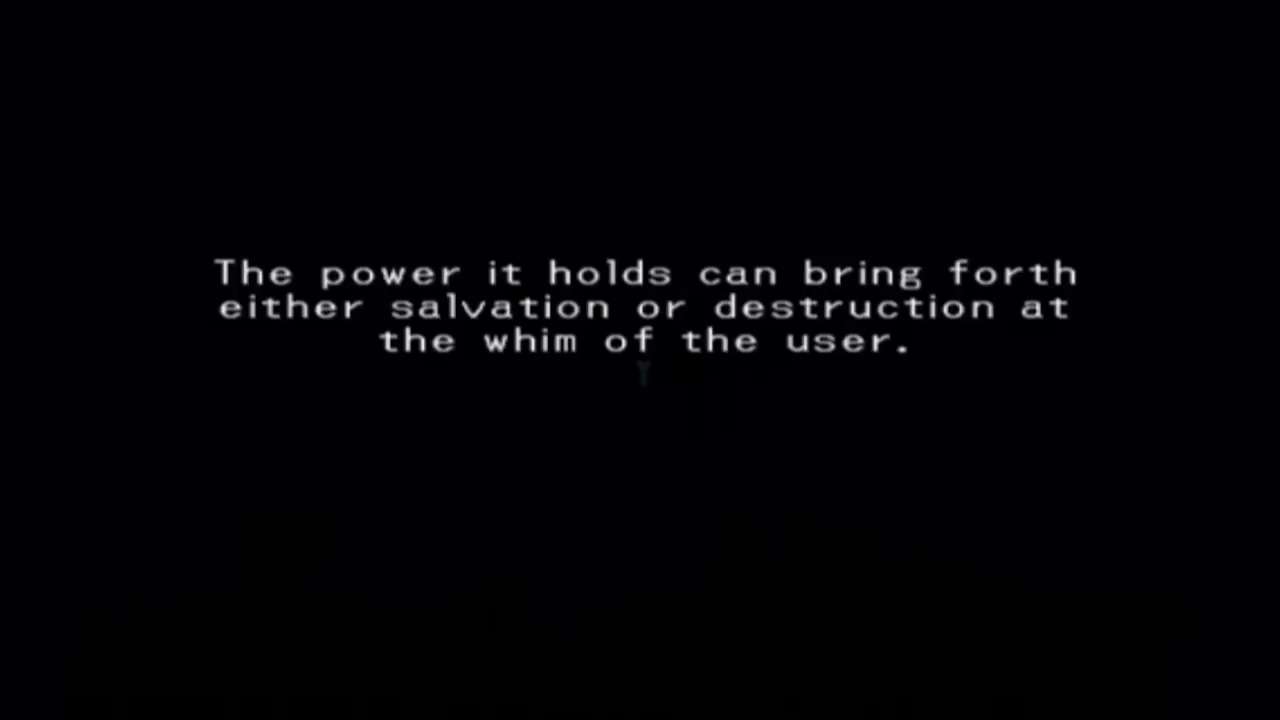 The power it holds can bring forth
either salvation or destruction at
the whim of the user.